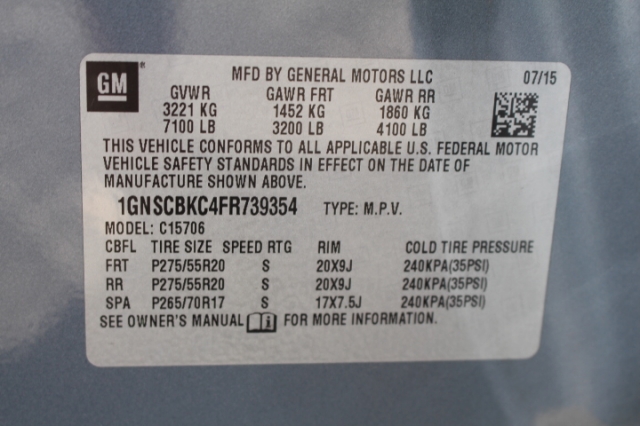 GM MFD BY GENERAL MOTORS LLC 07/15
GVWR GAWR FRT GAWR RR
3221 KG 1452 KG 1860 KG
7100 LB 3200 LB 4100 LB
THIS VEHICLE CONFORMS TO ALL APPLICABLE U.S. FEDERAL MOTOR
VEHICLE SAFETY STANDARDS IN EFFECT ON THE DATE OF
MANUFACTURE SHOWN ABOVE.
1GNSCBKC4FR739354 TYPE: M.P.V.
MODEL: C15706
CBFL TIRE SIZE SPEED RTG RIM COLD TIRE PRESSURE
FRT P275/55R20 S 20X9J 240KPA(35PSI)
RR P275/55R20 S 20X9J 240KPA(35PSI)
SPA P265/70R17 S 17X7.5J 240KPA(35PSI)
SEE OWNER'S MANUAL FOR MORE INFORMATION.